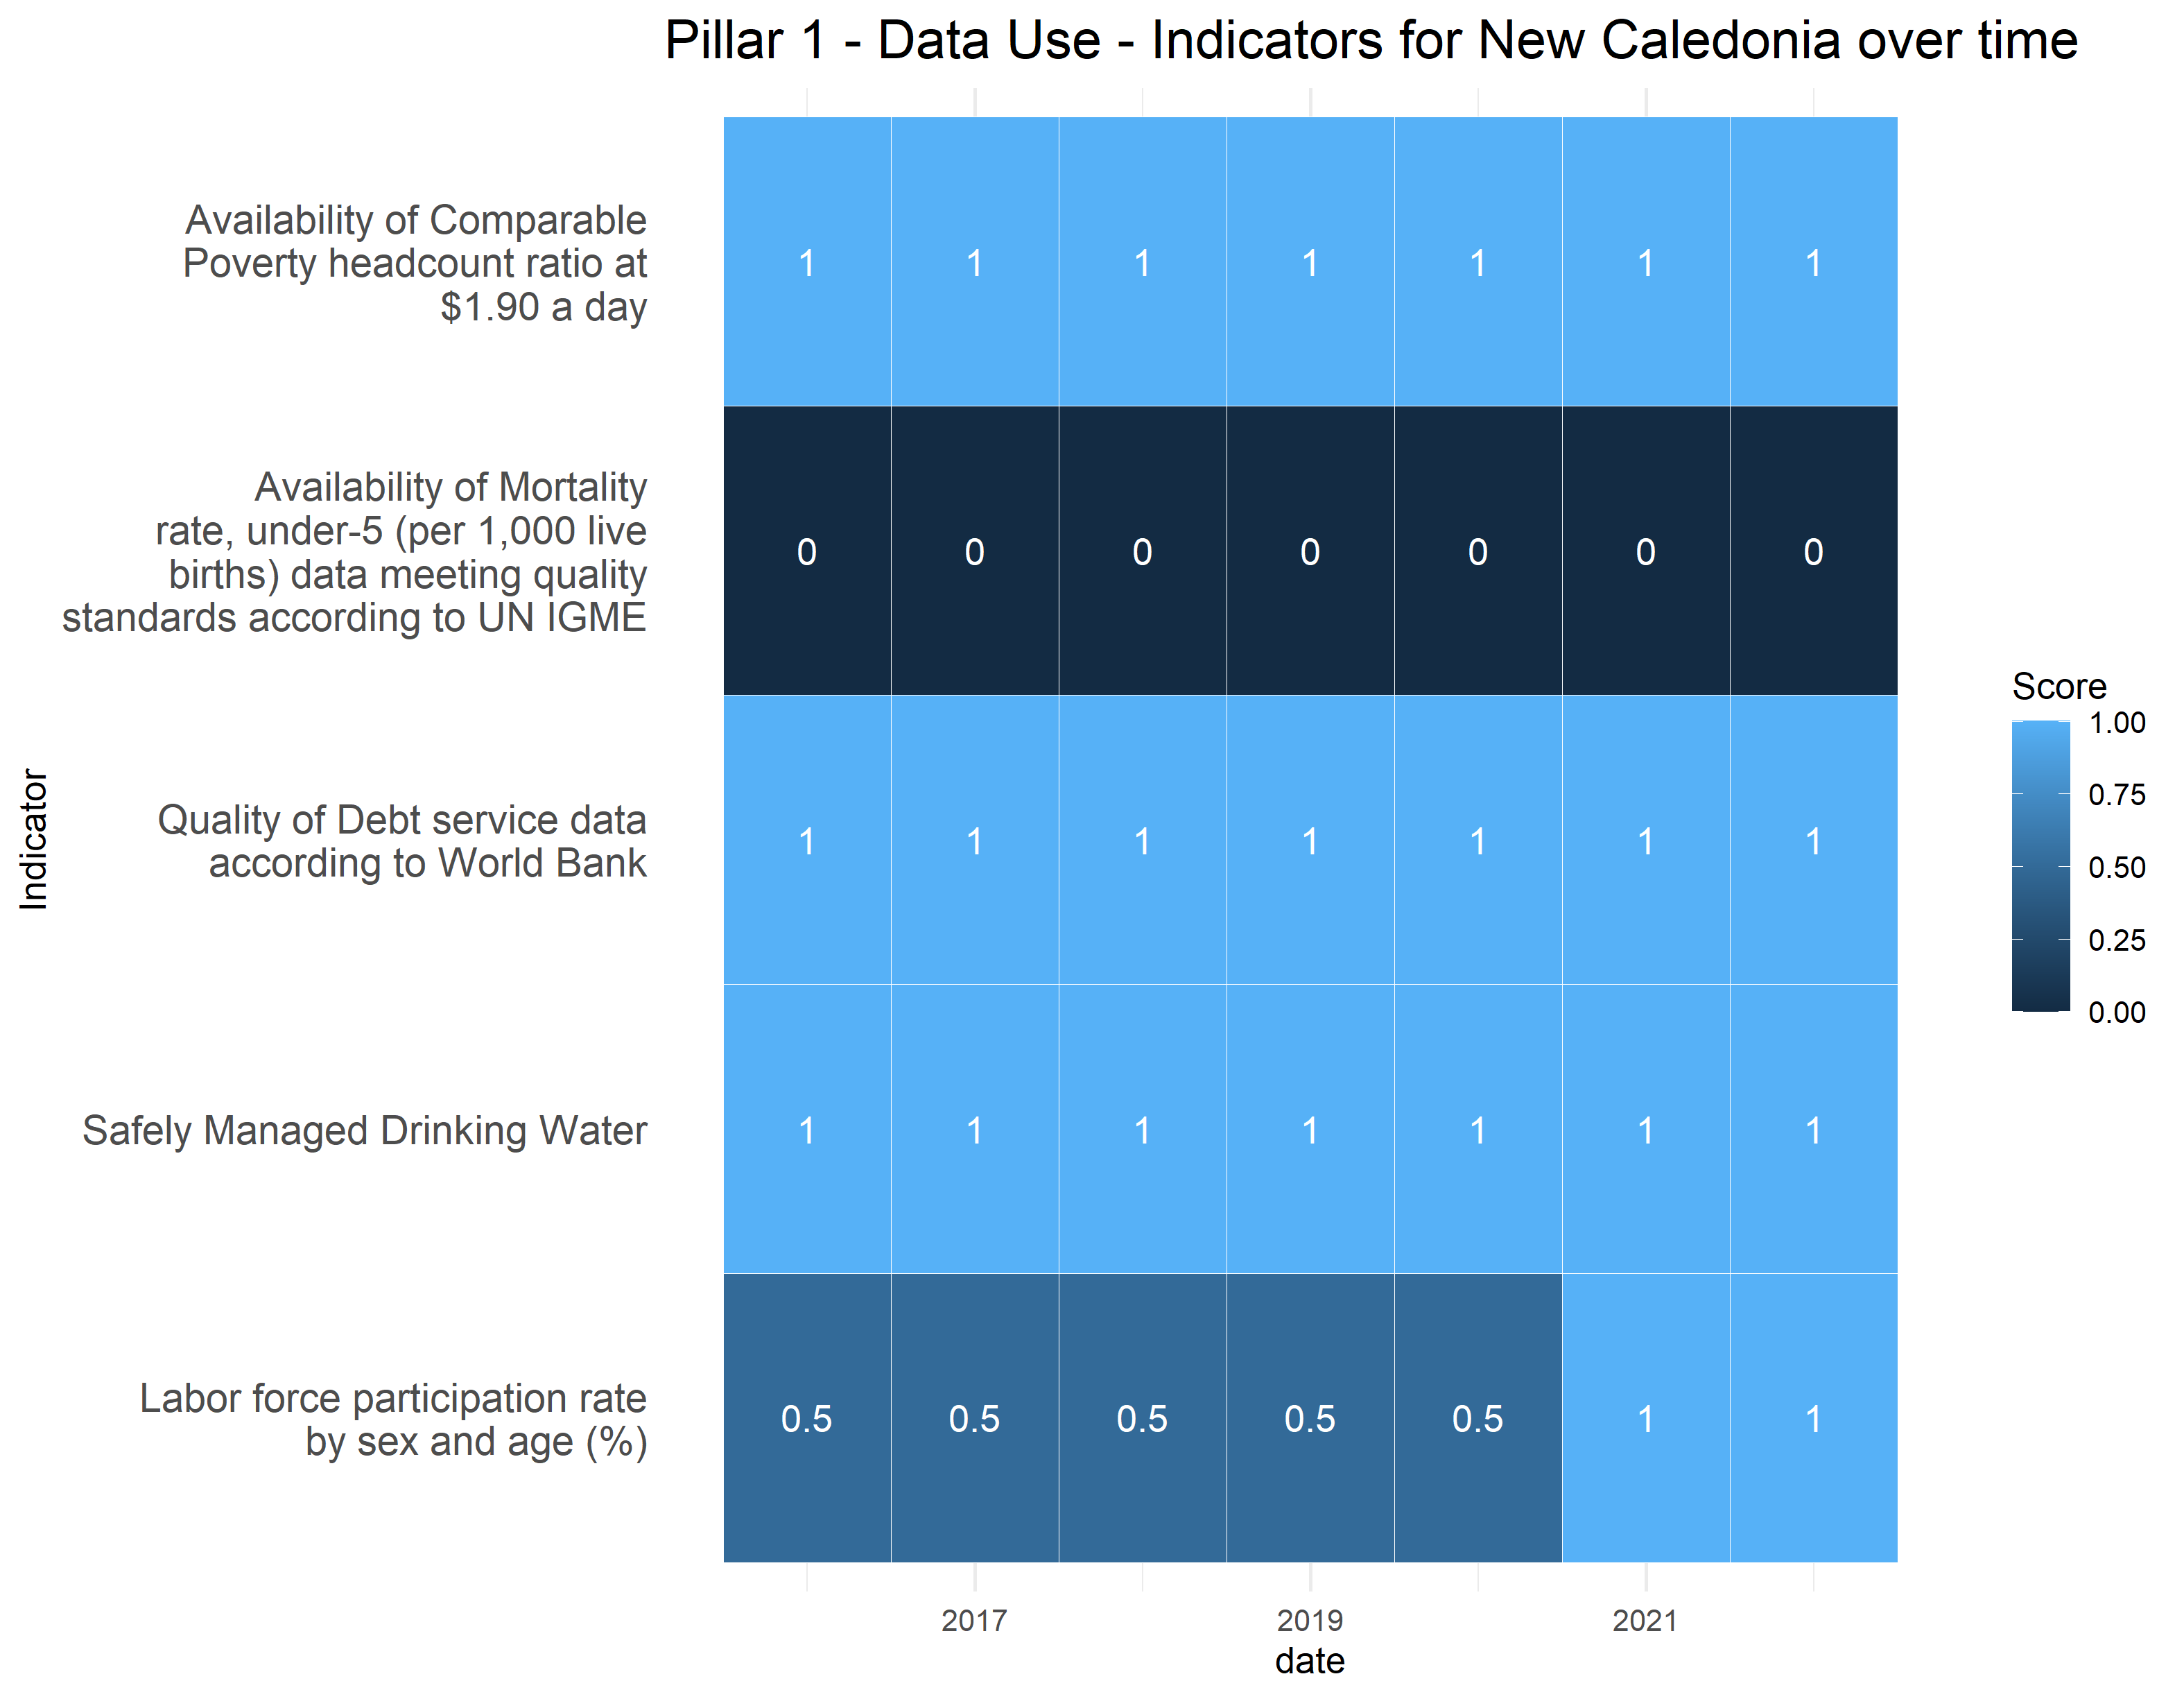 Pillar 1 - Data Use - Indicators for New Caledonia over time
Indicator
Availability of Comparable
Poverty headcount ratio at
$1.90 a day
1 1 1 1 1 1 1
Availability of Mortality
rate, under-5 (per 1,000 live
births) data meeting quality
standards according to UN IGME
0 0 0 0 0 0 0
Quality of Debt service data
according to World Bank
1 1 1 1 1 1 1
Safely Managed Drinking Water
1 1 1 1 1 1 1
Labor force participation rate
by sex and age (%)
0.5 0.5 0.5 0.5 0.5 1 1
2017 2019 2021
date
Score
1.00
0.75
0.50
0.25
0.00